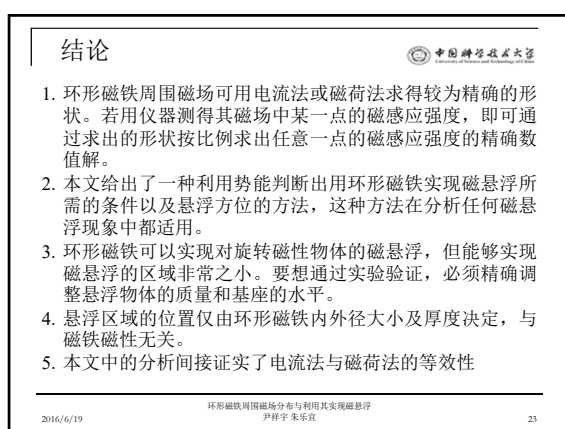 结论
中国科学技术大学
University of Science and Technology of China
1. 环形磁铁周围磁场可用电流法或磁荷法求得较为精确的形
状。若用仪器测得其磁场中某一点的磁感应强度，即可通
过求出的形状按比例求出任意一点的磁感应强度的精确数
值解。
2. 本文给出了一种利用势能判断出用环形磁铁实现磁悬浮所
需的条件以及悬浮方位的方法，这种方法在分析任何磁悬
浮现象中都适用。
3. 环形磁铁可以实现对旋转磁性物体的磁悬浮，但能够实现
磁悬浮的区域非常之小。要想通过实验验证，必须精确调
整悬浮物体的质量和基座的水平。
4. 悬浮区域的位置仅由环形磁铁内外径大小及厚度决定，与
磁铁磁性无关。
5. 本文中的分析间接证实了电流法与磁荷法的等效性
2016/6/19
环形磁铁周围磁场分布与利用其实现磁悬浮
尹祥宇 朱乐宜
23